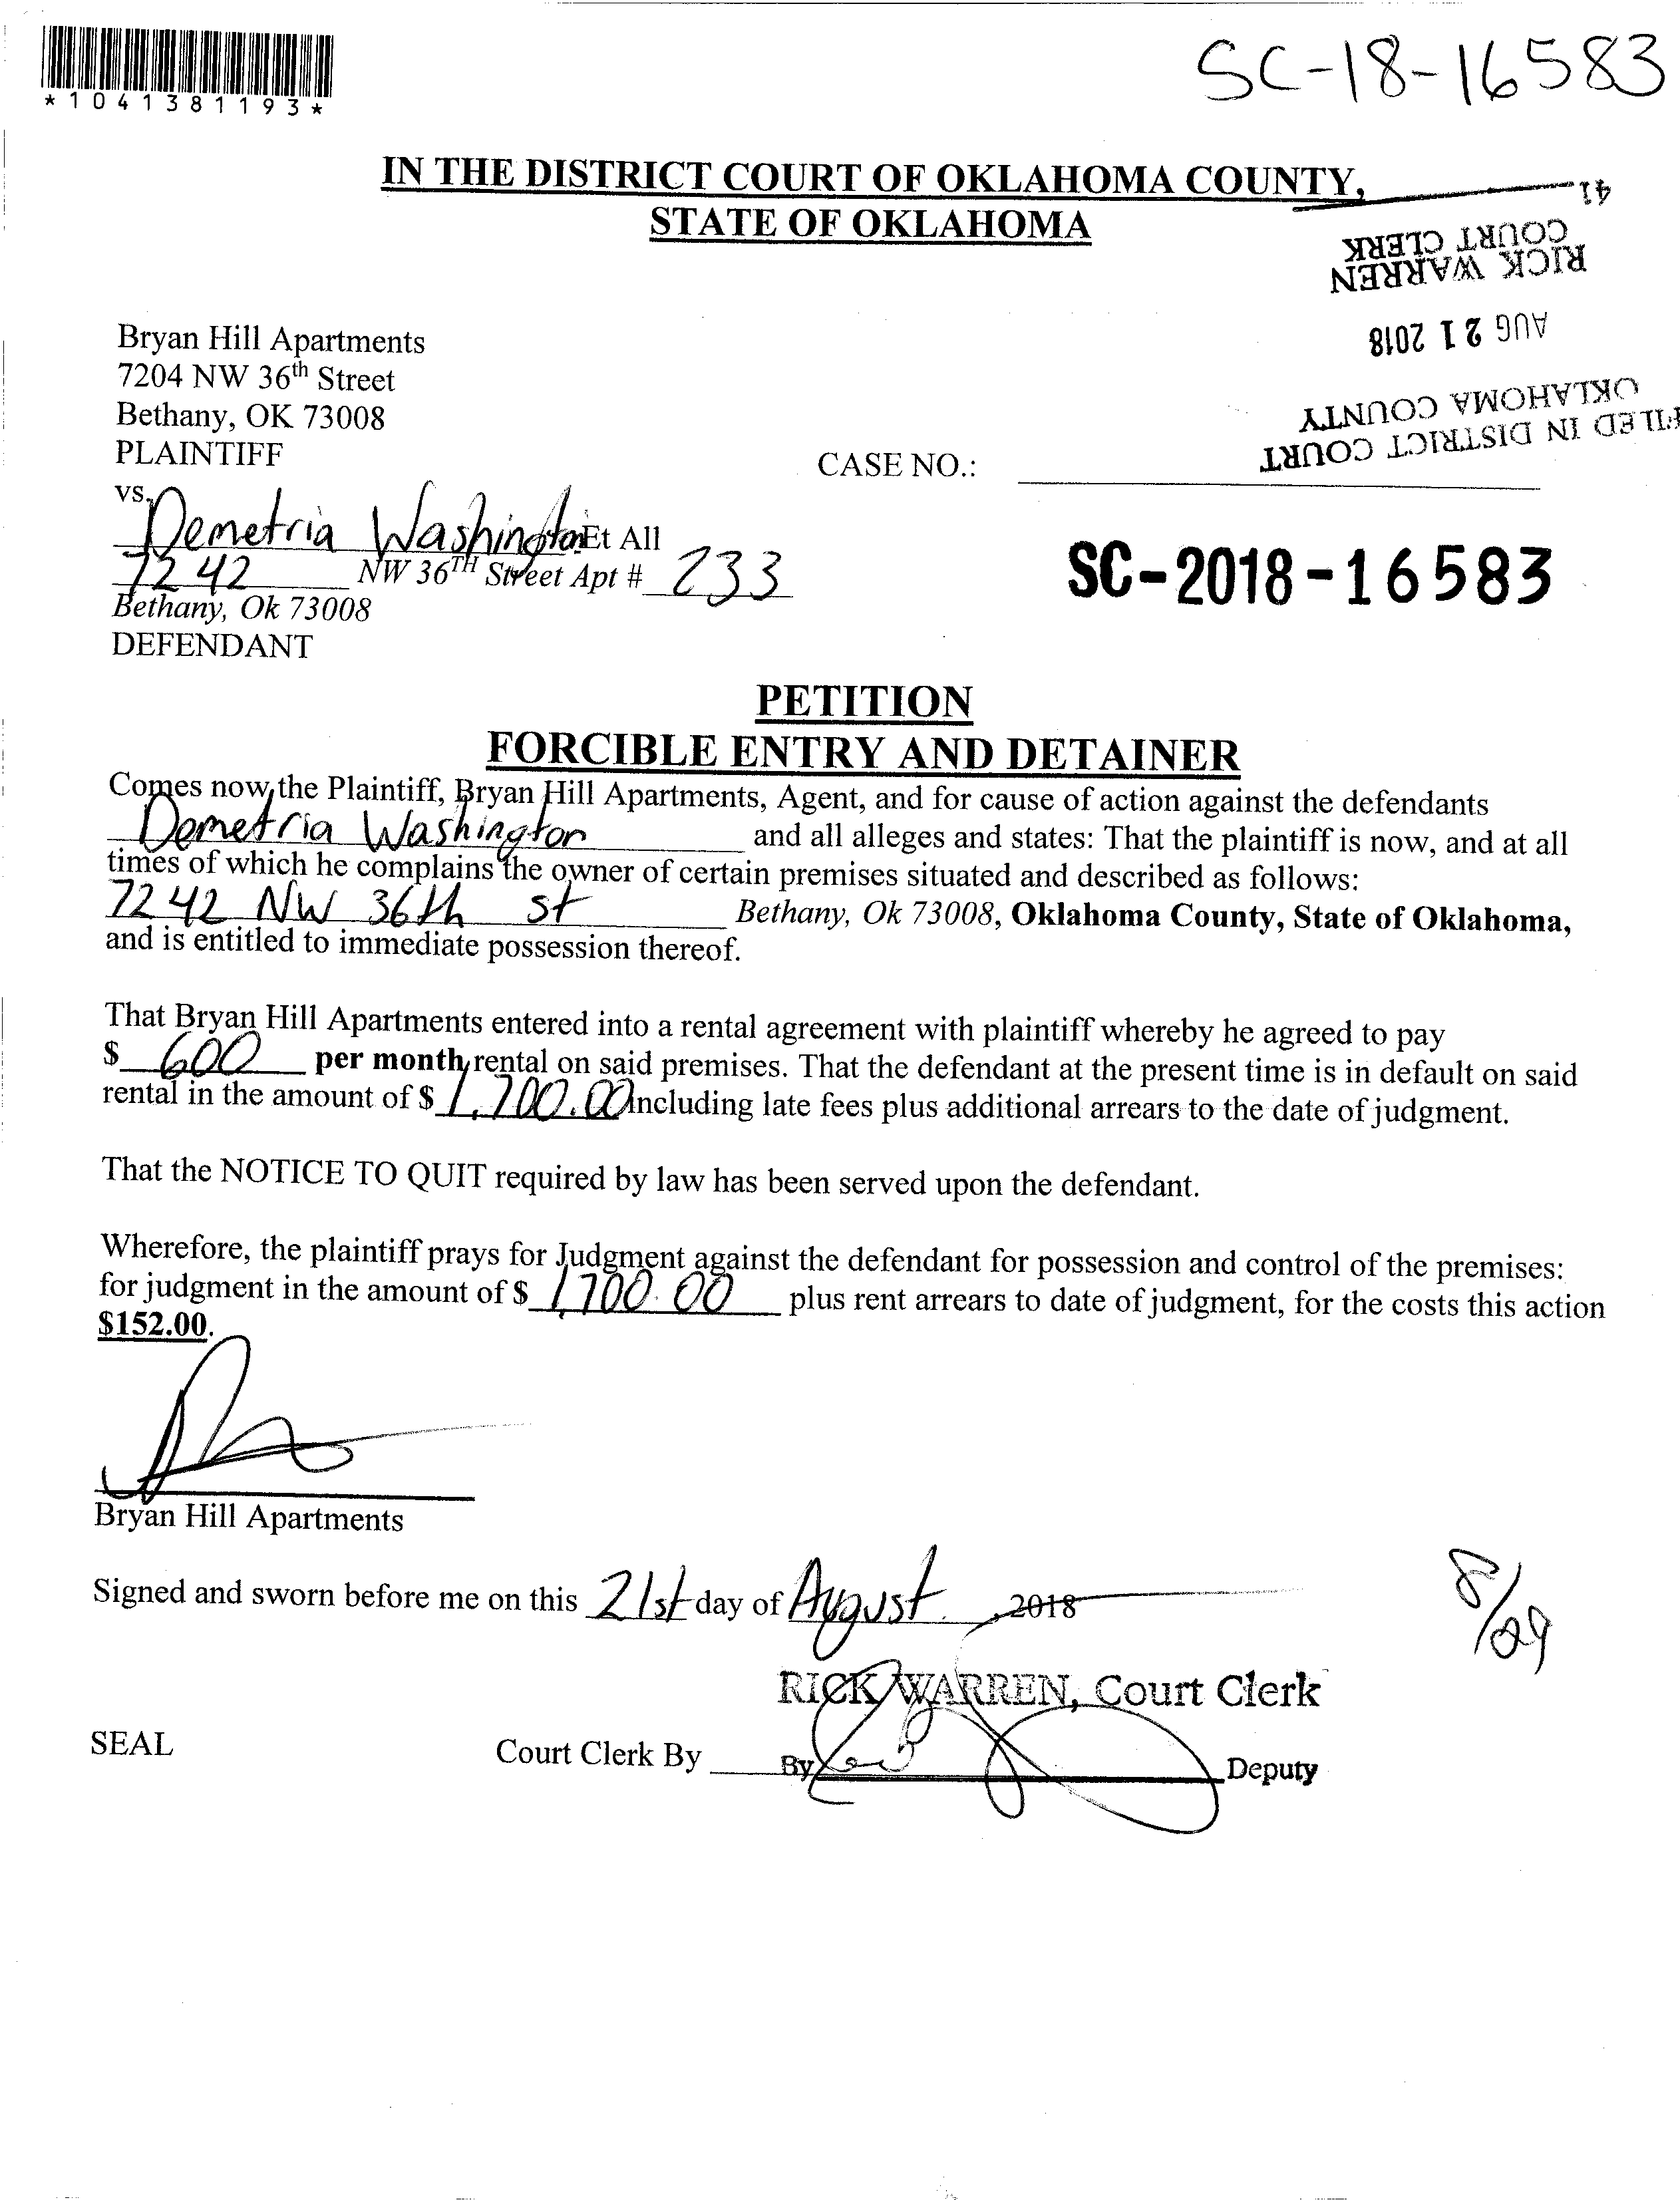 *1041381193*
SC-18-16583
IN THE DISTRICT COURT OF OKLAHOMA COUNTY,
STATE OF OKLAHOMA
41
RICK WARREN
COURT CLERK
AUG 21 2018
FILED IN DISTRICT COURT
OKLAHOMA COUNTY
Bryan Hill Apartments
7204 NW 36th Street
Bethany, OK 73008
PLAINTIFF
CASE NO.:
vs.
Demetria Washington Et All
7242 NW 36TH Street Apt # 233
Bethany, Ok 73008
DEFENDANT
SC-2018-16583
PETITION
FORCIBLE ENTRY AND DETAINER
Comes now, the Plaintiff, Bryan Hill Apartments, Agent, and for cause of action against the defendants
Demetria Washington and all alleges and states: That the plaintiff is now, and at all
times of which he complains the owner of certain premises situated and described as follows:
7242 NW 36th st Bethany, Ok 73008, Oklahoma County, State of Oklahoma,
and is entitled to immediate possession thereof.
That Bryan Hill Apartments entered into a rental agreement with plaintiff whereby he agreed to pay
$ 600 per month rental on said premises. That the defendant at the present time is in default on said
rental in the amount of $ 1,700.00 including late fees plus additional arrears to the date of judgment.
That the NOTICE TO QUIT required by law has been served upon the defendant.
Wherefore, the plaintiff prays for Judgment against the defendant for possession and control of the premises:
for judgment in the amount of $ 1,700.00 plus rent arrears to date of judgment, for the costs this action
$152.00.
Bryan Hill Apartments
Signed and sworn before me on this 21st day of August, 2018
8/29
RICK WARREN, Court Clerk
SEAL
Court Clerk By By Deputy